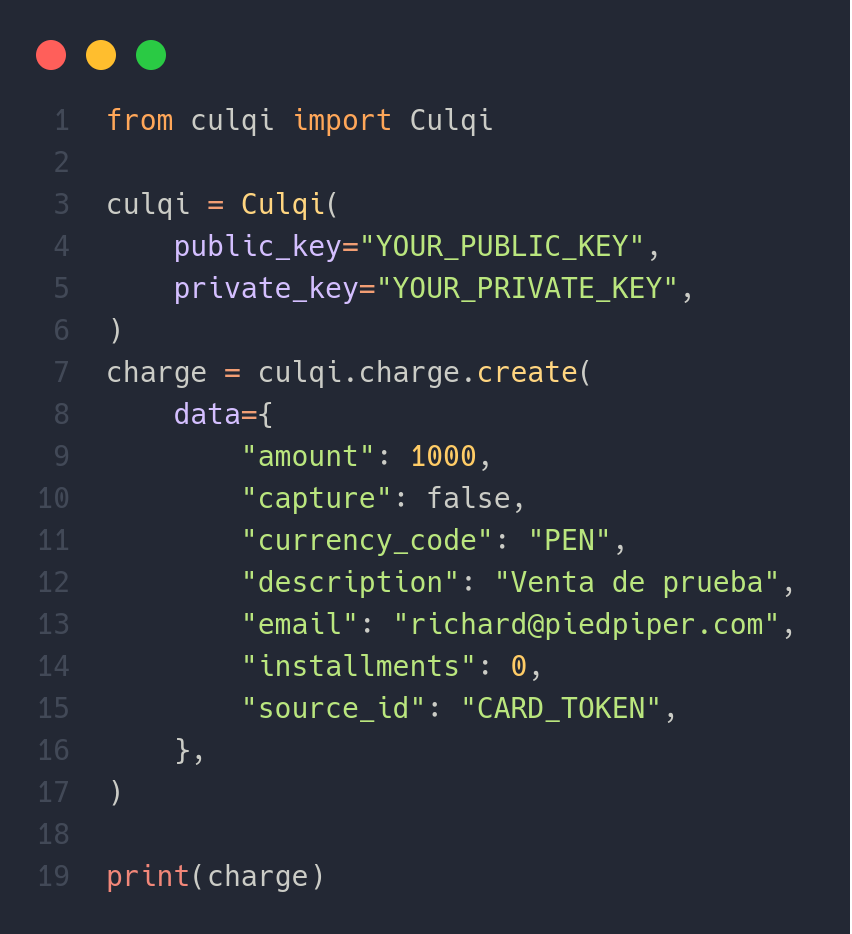 1 from culqi import Culqi
2
3 culqi = Culqi(
4     public_key="YOUR_PUBLIC_KEY",
5     private_key="YOUR_PRIVATE_KEY",
6 )
7 charge = culqi.charge.create(
8     data={
9         "amount": 1000,
10         "capture": false,
11         "currency_code": "PEN",
12         "description": "Venta de prueba",
13         "email": "richard@piedpiper.com",
14         "installments": 0,
15         "source_id": "CARD_TOKEN",
16     },
17 )
18
19 print(charge)